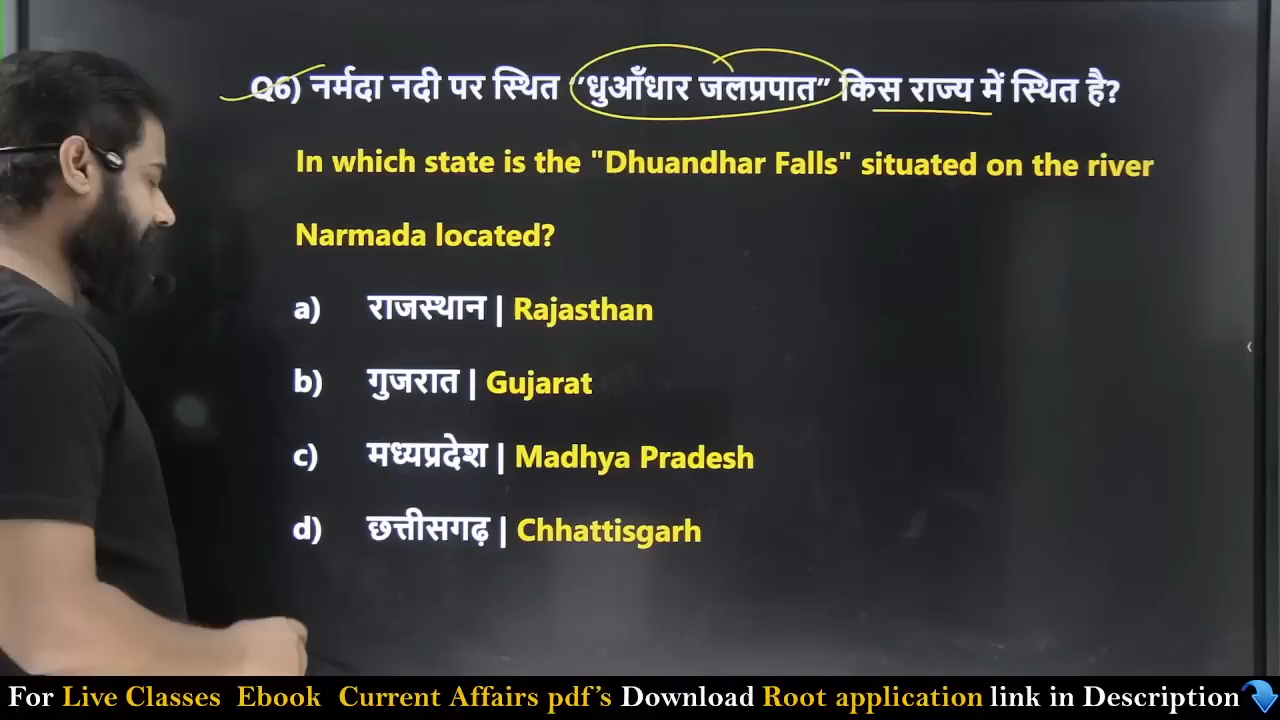 Q6) नर्मदा नदी पर स्थित ‘’धुआँधार जलप्रपात” किस राज्य में स्थित है?
In which state is the "Dhuandhar Falls" situated on the river
Narmada located?
a) राजस्थान | Rajasthan
b) गुजरात | Gujarat
c) मध्यप्रदेश | Madhya Pradesh
d) छत्तीसगढ़ | Chhattisgarh
For Live Classes Ebook Current Affairs pdf’s Download Root application link in Description